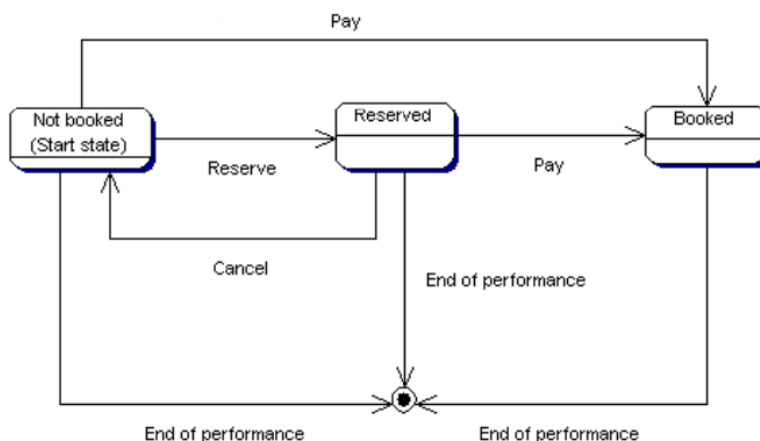 Pay
Not booked
(Start state)
Reserved
Booked
Reserve
Pay
Cancel
End of performance
End of performance
End of performance